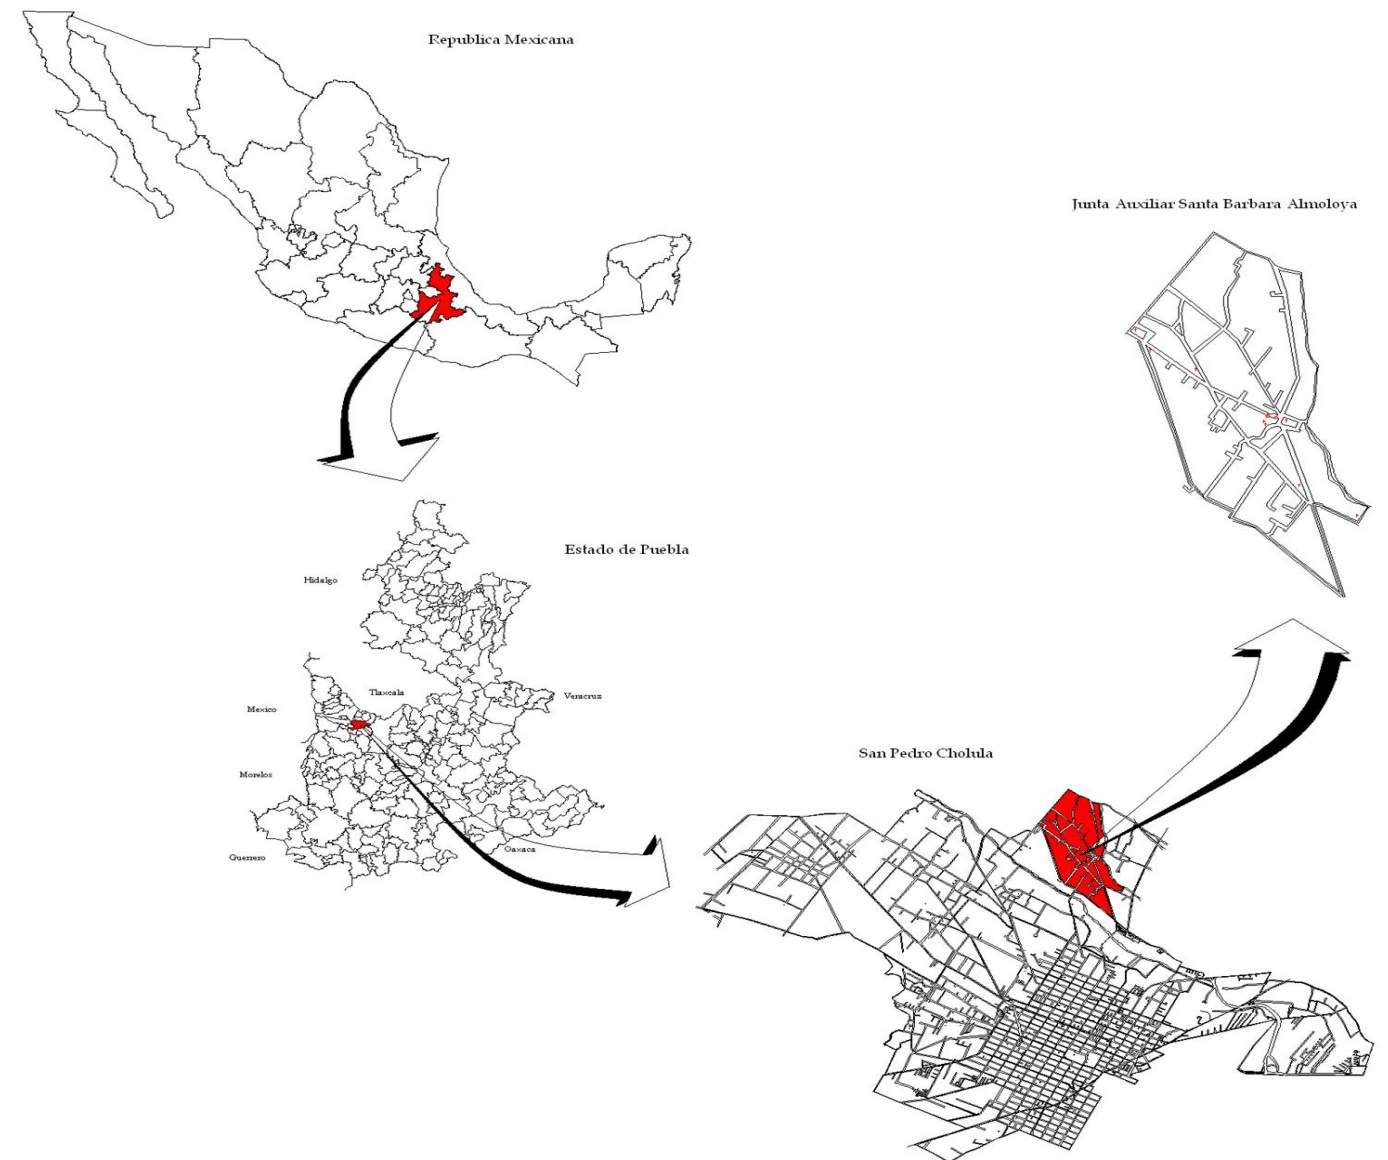 Republica Mexicana
Junta Auxiliar Santa Barbara Almoloya
Estado de Puebla
Hidalgo
Tlaxcala
Veracruz
Mexico
San Pedro Cholula
Morelos
Oaxaca
Guerrero